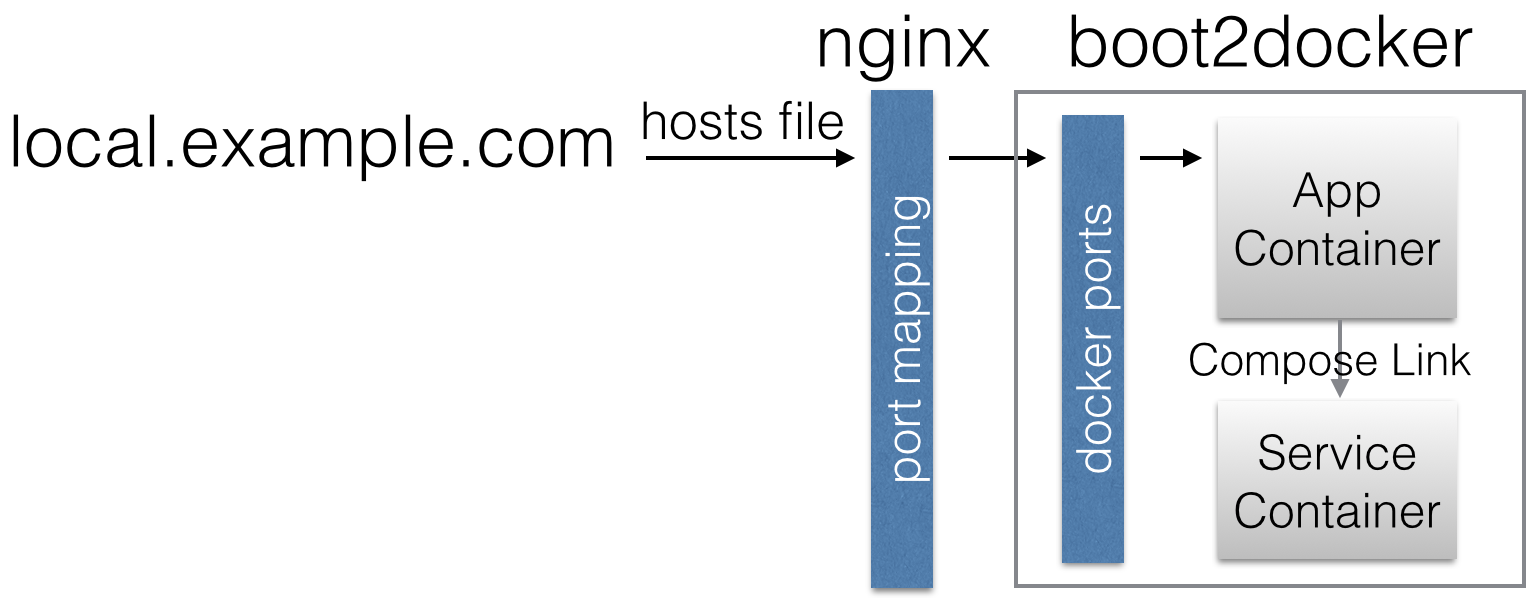 nginx
boot2docker
local.example.com
hosts file
port mapping
docker ports
App
Container
Compose Link
Service
Container